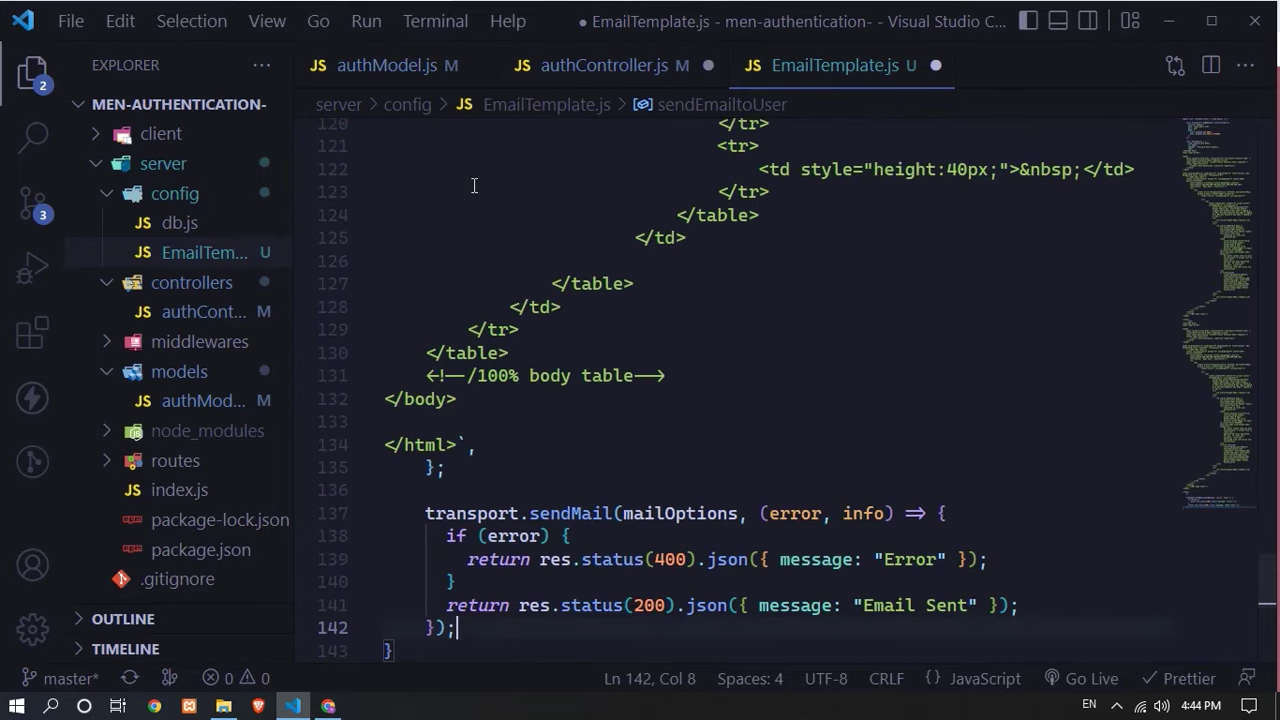 File Edit Selection View Go Run Terminal Help ● EmailTemplate.js - men-authentication- - Visual Studio C...
EXPLORER ...
JS authModel.js M JS authController.js M ● JS EmailTemplate.js U ●
2
3
MEN-AUTHENTICATION-
client
server
config
db.js
EmailTem... U
controllers
authCont... M
middlewares
models
authMod... M
node_modules
routes
index.js
package-lock.json
package.json
.gitignore
OUTLINE
TIMELINE
server > config > JS EmailTemplate.js > sendEmailtoUser
120 </tr>
121 <tr>
122 <td style="height:40px;">&nbsp;</td>
123 </tr>
124 </table>
125 </td>
126
127 </table>
128 </td>
129 </tr>
130 </table>
131 <!--/100% body table-->
132 </body>
133
134 </html>`,
135 };
136
137 transport.sendMail(mailOptions, (error, info) => {
138 if (error) {
139 return res.status(400).json({ message: "Error" });
140 }
141 return res.status(200).json({ message: "Email Sent" });
142 });
143 }
master* 0 0 Ln 142, Col 8 Spaces: 4 UTF-8 CRLF {} JavaScript Go Live Prettier
EN 4:44 PM